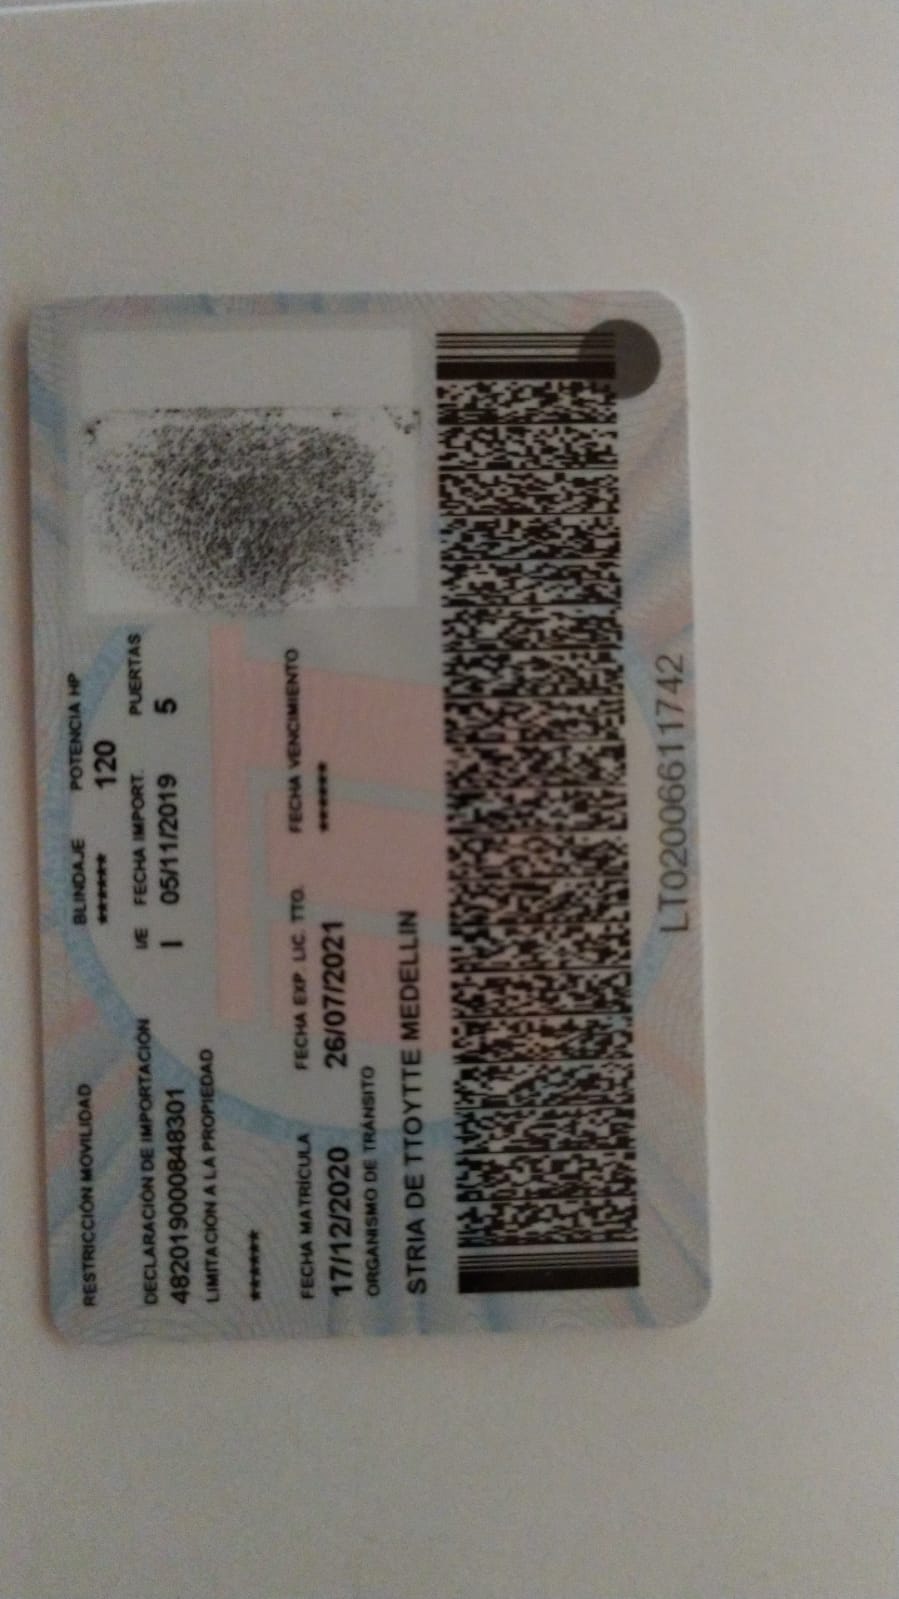 RESTRICCIÓN MOVILIDAD BLINDAJE POTENCIA HP
****** 120
DECLARACIÓN DE IMPORTACIÓN I/E FECHA IMPORT. PUERTAS
482019000848301 I 05/11/2019 5
LIMITACIÓN A LA PROPIEDAD
******
FECHA MATRÍCULA FECHA EXP. LIC. TTO. FECHA VENCIMIENTO
17/12/2020 26/07/2021 ******
ORGANISMO DE TRÁNSITO
STRIA DE TTOYTTE MEDELLIN
LT02006611742